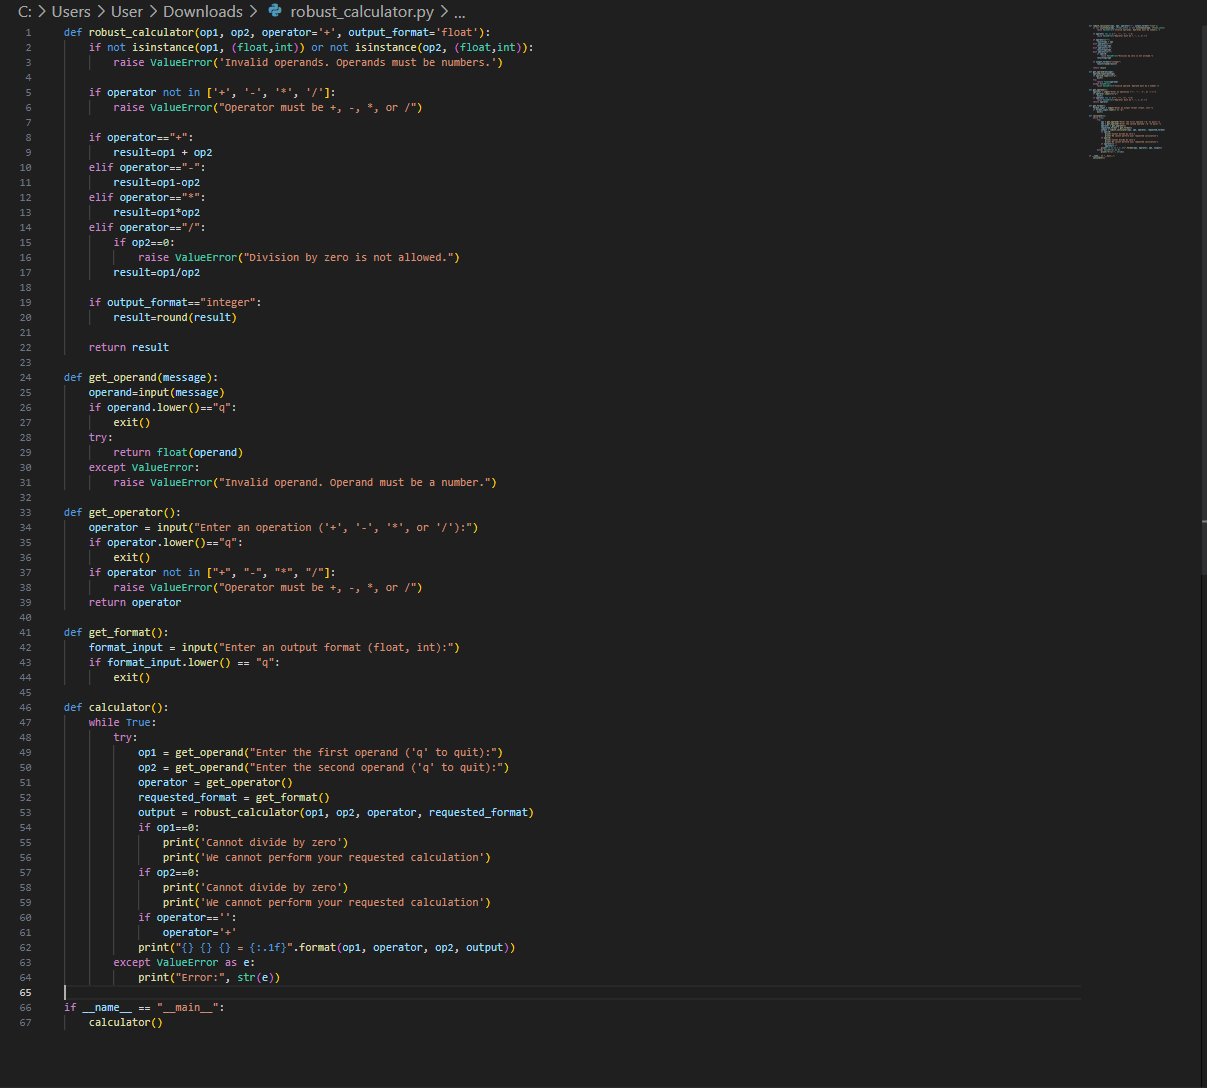 C: > Users > User > Downloads > robust_calculator.py > ...
1 def robust_calculator(op1, op2, operator='+', output_format='float'):
2     if not isinstance(op1, (float,int)) or not isinstance(op2, (float,int)):
3         raise ValueError('Invalid operands. Operands must be numbers.')
4
5     if operator not in ['+', '-', '*', '/']:
6         raise ValueError("Operator must be +, -, *, or /")
7
8     if operator=="+":
9         result=op1 + op2
10     elif operator=="-":
11         result=op1-op2
12     elif operator=="*":
13         result=op1*op2
14     elif operator=="/":
15         if op2==0:
16             raise ValueError("Division by zero is not allowed.")
17         result=op1/op2
18
19     if output_format=="integer":
20         result=round(result)
21
22     return result
23
24 def get_operand(message):
25     operand=input(message)
26     if operand.lower()=="q":
27         exit()
28     try:
29         return float(operand)
30     except ValueError:
31         raise ValueError("Invalid operand. Operand must be a number.")
32
33 def get_operator():
34     operator = input("Enter an operation ('+', '-', '*', or '/'):")
35     if operator.lower()=="q":
36         exit()
37     if operator not in ["+", "-", "*", "/"]:
38         raise ValueError("Operator must be +, -, *, or /")
39     return operator
40
41 def get_format():
42     format_input = input("Enter an output format (float, int):")
43     if format_input.lower() == "q":
44         exit()
45
46 def calculator():
47     while True:
48         try:
49             op1 = get_operand("Enter the first operand ('q' to quit):")
50             op2 = get_operand("Enter the second operand ('q' to quit):")
51             operator = get_operator()
52             requested_format = get_format()
53             output = robust_calculator(op1, op2, operator, requested_format)
54             if op1==0:
55                 print('Cannot divide by zero')
56                 print('We cannot perform your requested calculation')
57             if op2==0:
58                 print('Cannot divide by zero')
59                 print('We cannot perform your requested calculation')
60             if operator=='':
61                 operator='+'
62             print("{} {} {} = {:.1f}".format(op1, operator, op2, output))
63         except ValueError as e:
64             print("Error:", str(e))
65
66 if __name__ == "__main__":
67     calculator()